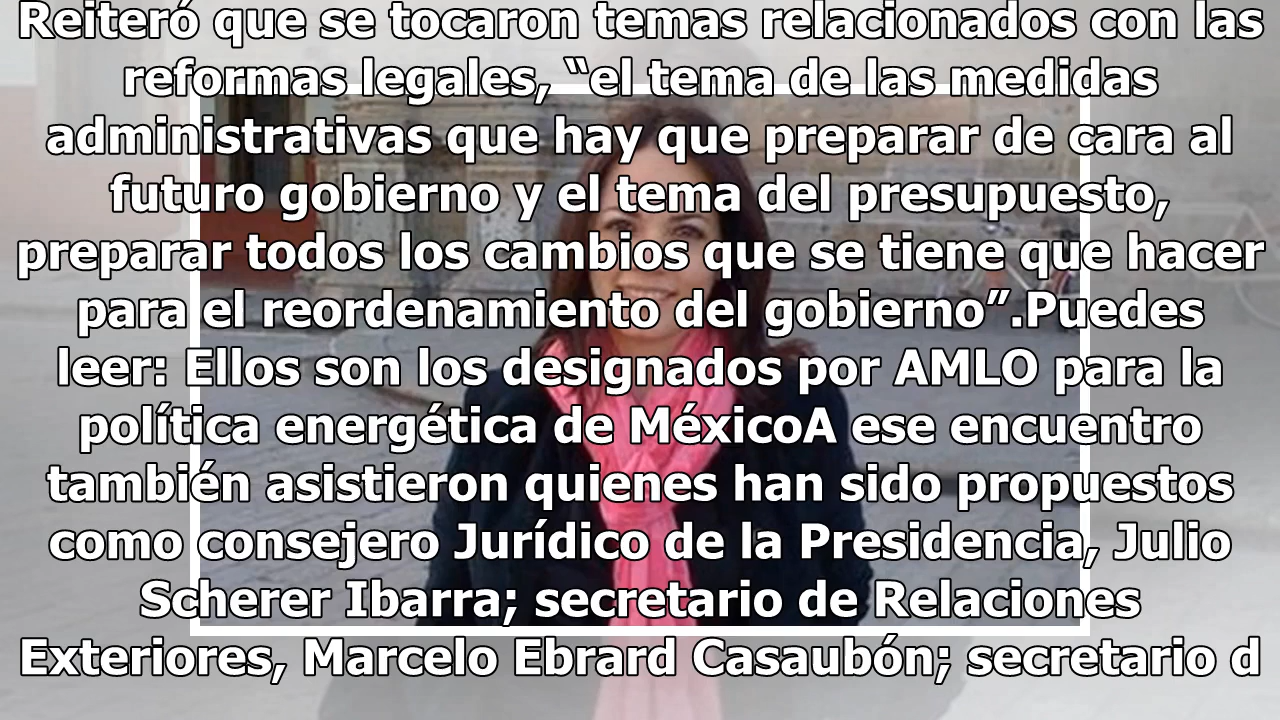 Reiteró que se tocaron temas relacionados con las
reformas legales, “el tema de las medidas
administrativas que hay que preparar de cara al
futuro gobierno y el tema del presupuesto,
preparar todos los cambios que se tiene que hacer
para el reordenamiento del gobierno”.Puedes
leer: Ellos son los designados por AMLO para la
política energética de MéxicoA ese encuentro
también asistieron quienes han sido propuestos
como consejero Jurídico de la Presidencia, Julio
Scherer Ibarra; secretario de Relaciones
Exteriores, Marcelo Ebrard Casaubón; secretario d